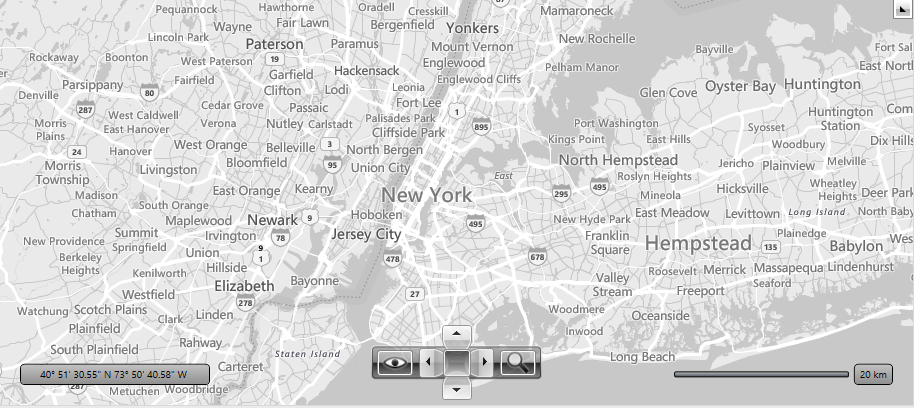 Pequannock
Oradell
Cresskill
87
Mamaroneck
Hawthorne
Bergenfield
Wayne
Fair Lawn
Yonkers
Lincoln Park
Paterson
Paramus
Mount Vernon
New Rochelle
Bayville
Fort Sal
Rockaway
Boonton
West Paterson
19
Englewood
Pelham Manor
East North
Hackensack
Garfield
Parsippany
80
Fairfield
Englewood Cliffs
Oyster Bay
Huntington
Denville
Clifton
Lodi
Leonia
Glen Cove
287
Cedar Grove
Passaic
Fort Lee
1
Huntington
Station
Com
West Caldwell
Palisades Park
Morris
Plains
East Hanover
Verona
Nutley
Carlstadt
895
Port Washington
Syosset
Cliffside Park
Kings Point
East Hills
Dix Hills
24
Hanover
West Orange
Belleville
3
North Bergen
Woodbury
Morris
Township
Livingston
Bloomfield
95
Union City
North Hempstead
Jericho
Plainview
Melville
East
Roslyn Heights
Madison
East Orange
Kearny
New York
295
495
Mineola
Hicksville
Wheatley
Heights
Deer Park
Chatham
South Orange
Hoboken
East Meadow
Levittown
Long Island
North Baby
Maplewood
Newark
9
495
New Hyde Park
Summit
Irvington
78
Jersey City
Franklin
Square
Hempstead
135
Plainedge
Wes
New Providence
Springfield
9
1
Union
478
678
Babylon
Berkeley
Heights
Hillside
Kenilworth
Bayonne
Valley
Stream
Roosevelt
Merrick
Massapequa
Lindenhurst
Elizabeth
Seaford
Westfield
278
27
Freeport
Watchung
Scotch Plains
Linden
Woodmere
Oceanside
Clark
Plainfield
Inwood
Rahway
South Plainfield
Staten Island
Long Beach
Carteret
40° 51' 30.55" N 73° 50' 40.58" W
20 km
287
Metuchen
Woodbridge